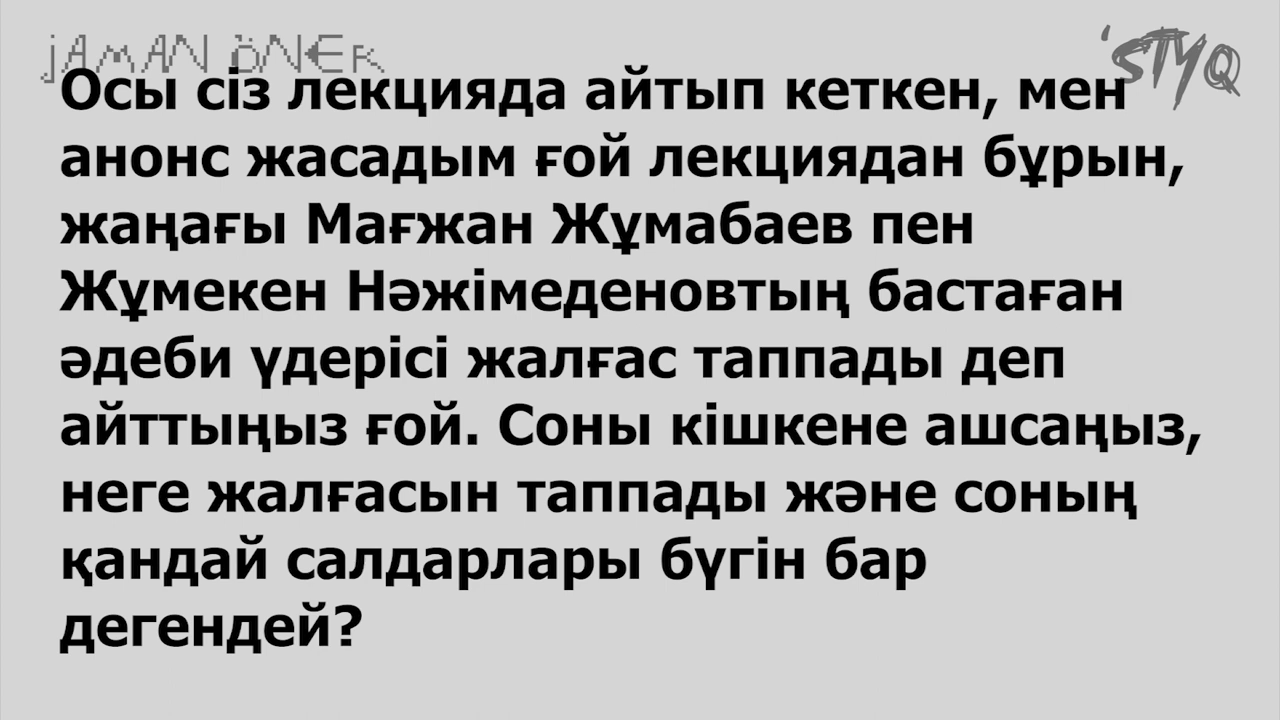 jAMAN ÖNER
'STYQ
Осы сіз лекцияда айтып кеткен, мен
анонс жасадым ғой лекциядан бұрын,
жаңағы Мағжан Жұмабаев пен
Жұмекен Нәжімеденовтың бастаған
әдеби үдерісі жалғас таппады деп
айттыңыз ғой. Соны кішкене ашсаңыз,
неге жалғасын таппады және соның
қандай салдарлары бүгін бар
дегендей?